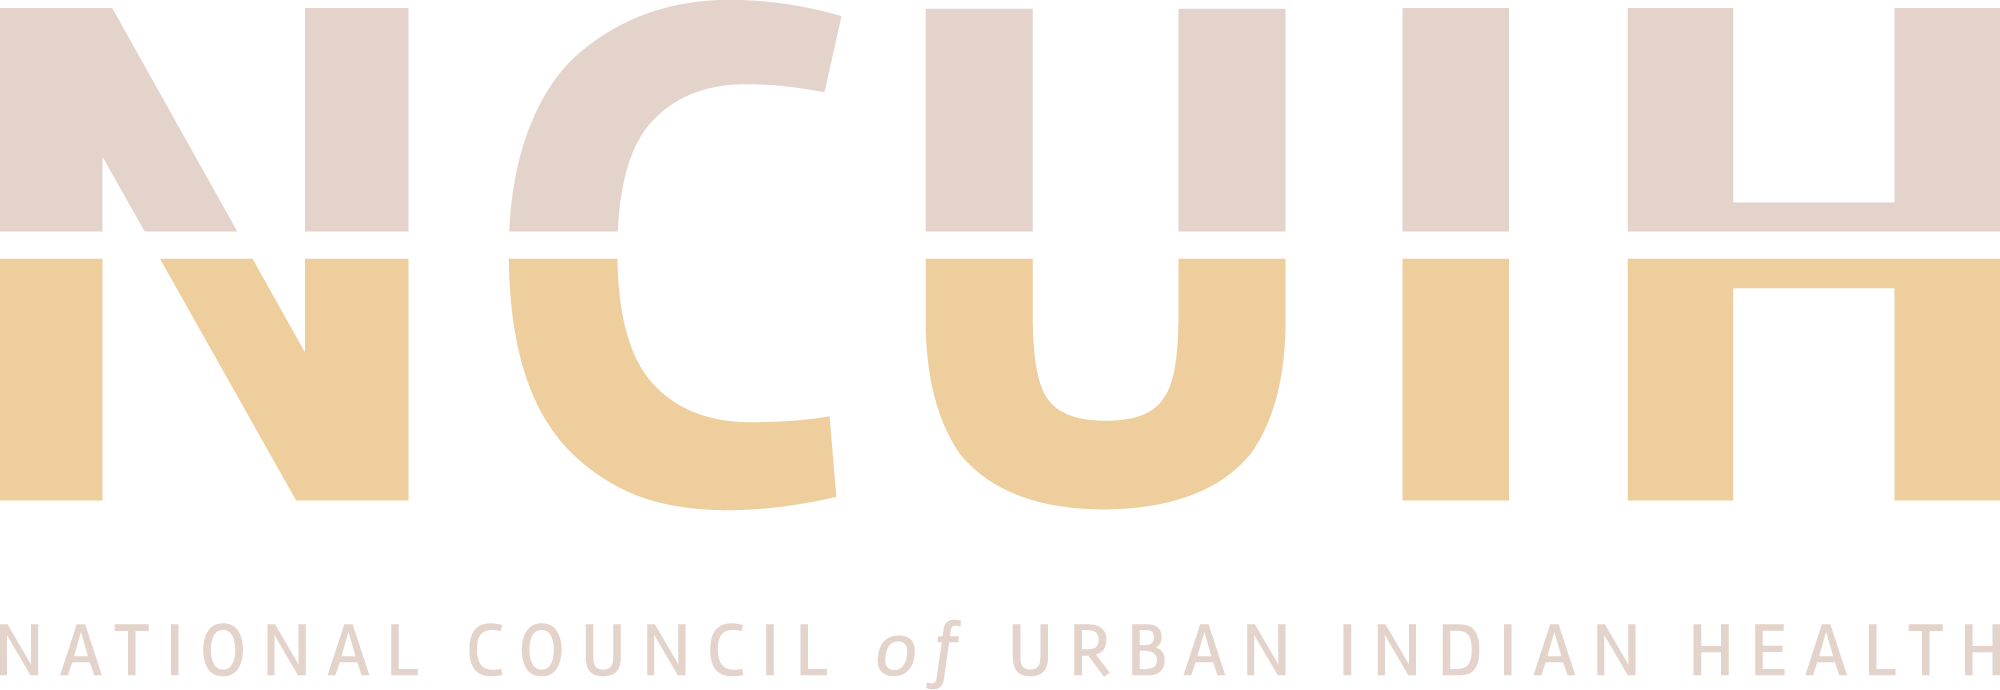 NCUIH
NATIONAL COUNCIL of URBAN INDIAN HEALTH